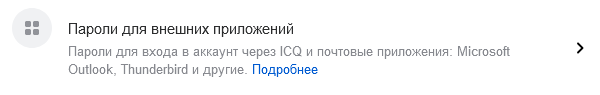 Пароли для внешних приложений
Пароли для входа в аккаунт через ICQ и почтовые приложения: Microsoft
Outlook, Thunderbird и другие. Подробнее